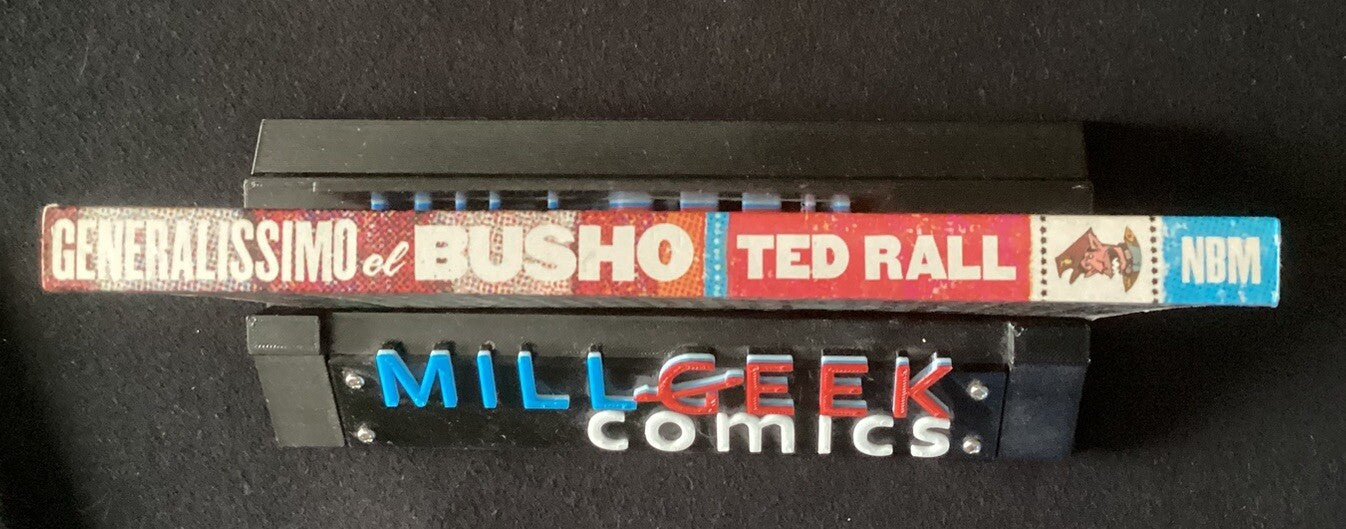 GENERALISSIMO el BUSHO TED RALL NBM
MILLGEEK
comics.